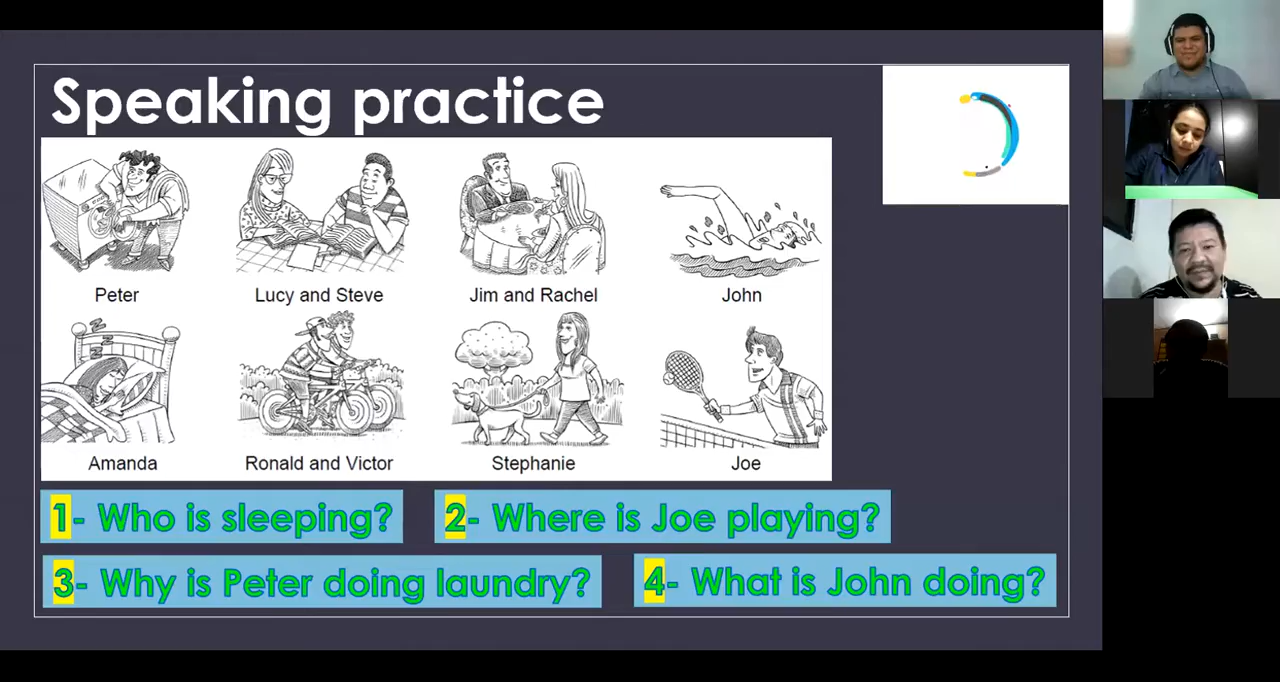 Speaking practice
Peter
Lucy and Steve
Jim and Rachel
John
Z
Z
Z
Z
Amanda
Ronald and Victor
Stephanie
Joe
1- Who is sleeping?
2- Where is Joe playing?
3- Why is Peter doing laundry?
4- What is John doing?